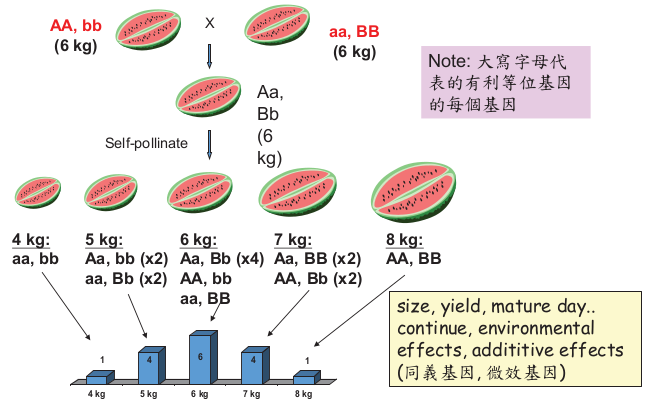 AA, bb
(6 kg)
X
aa, BB
(6 kg)
Note: 大寫字母代
表的有利等位基因
的每個基因
Aa,
Bb
(6
kg)
Self-pollinate
4 kg:
aa, bb
5 kg:
Aa, bb (x2)
aa, Bb (x2)
6 kg:
Aa, Bb (x4)
AA, bb
aa, BB
7 kg:
Aa, BB (x2)
AA, Bb (x2)
8 kg:
AA, BB
size, yield, mature day..
continue, environmental
effects, addititive effects
(同義基因, 微效基因)
1
4
6
4
1
4 kg
5 kg
6 kg
7 kg
8 kg